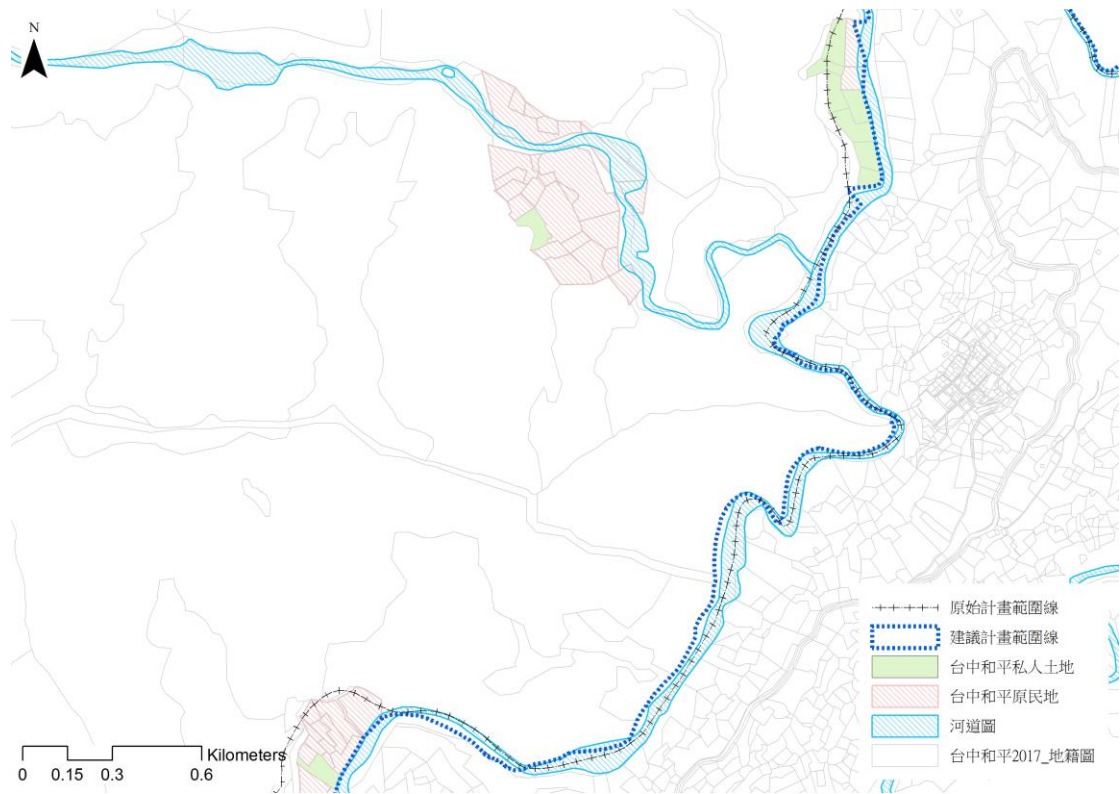 N
原始計畫範圍線
建議計畫範圍線
台中和平私人土地
台中和平原民地
河道圖
台中和平2017_地籍圖
Kilometers
0 0.15 0.3 0.6